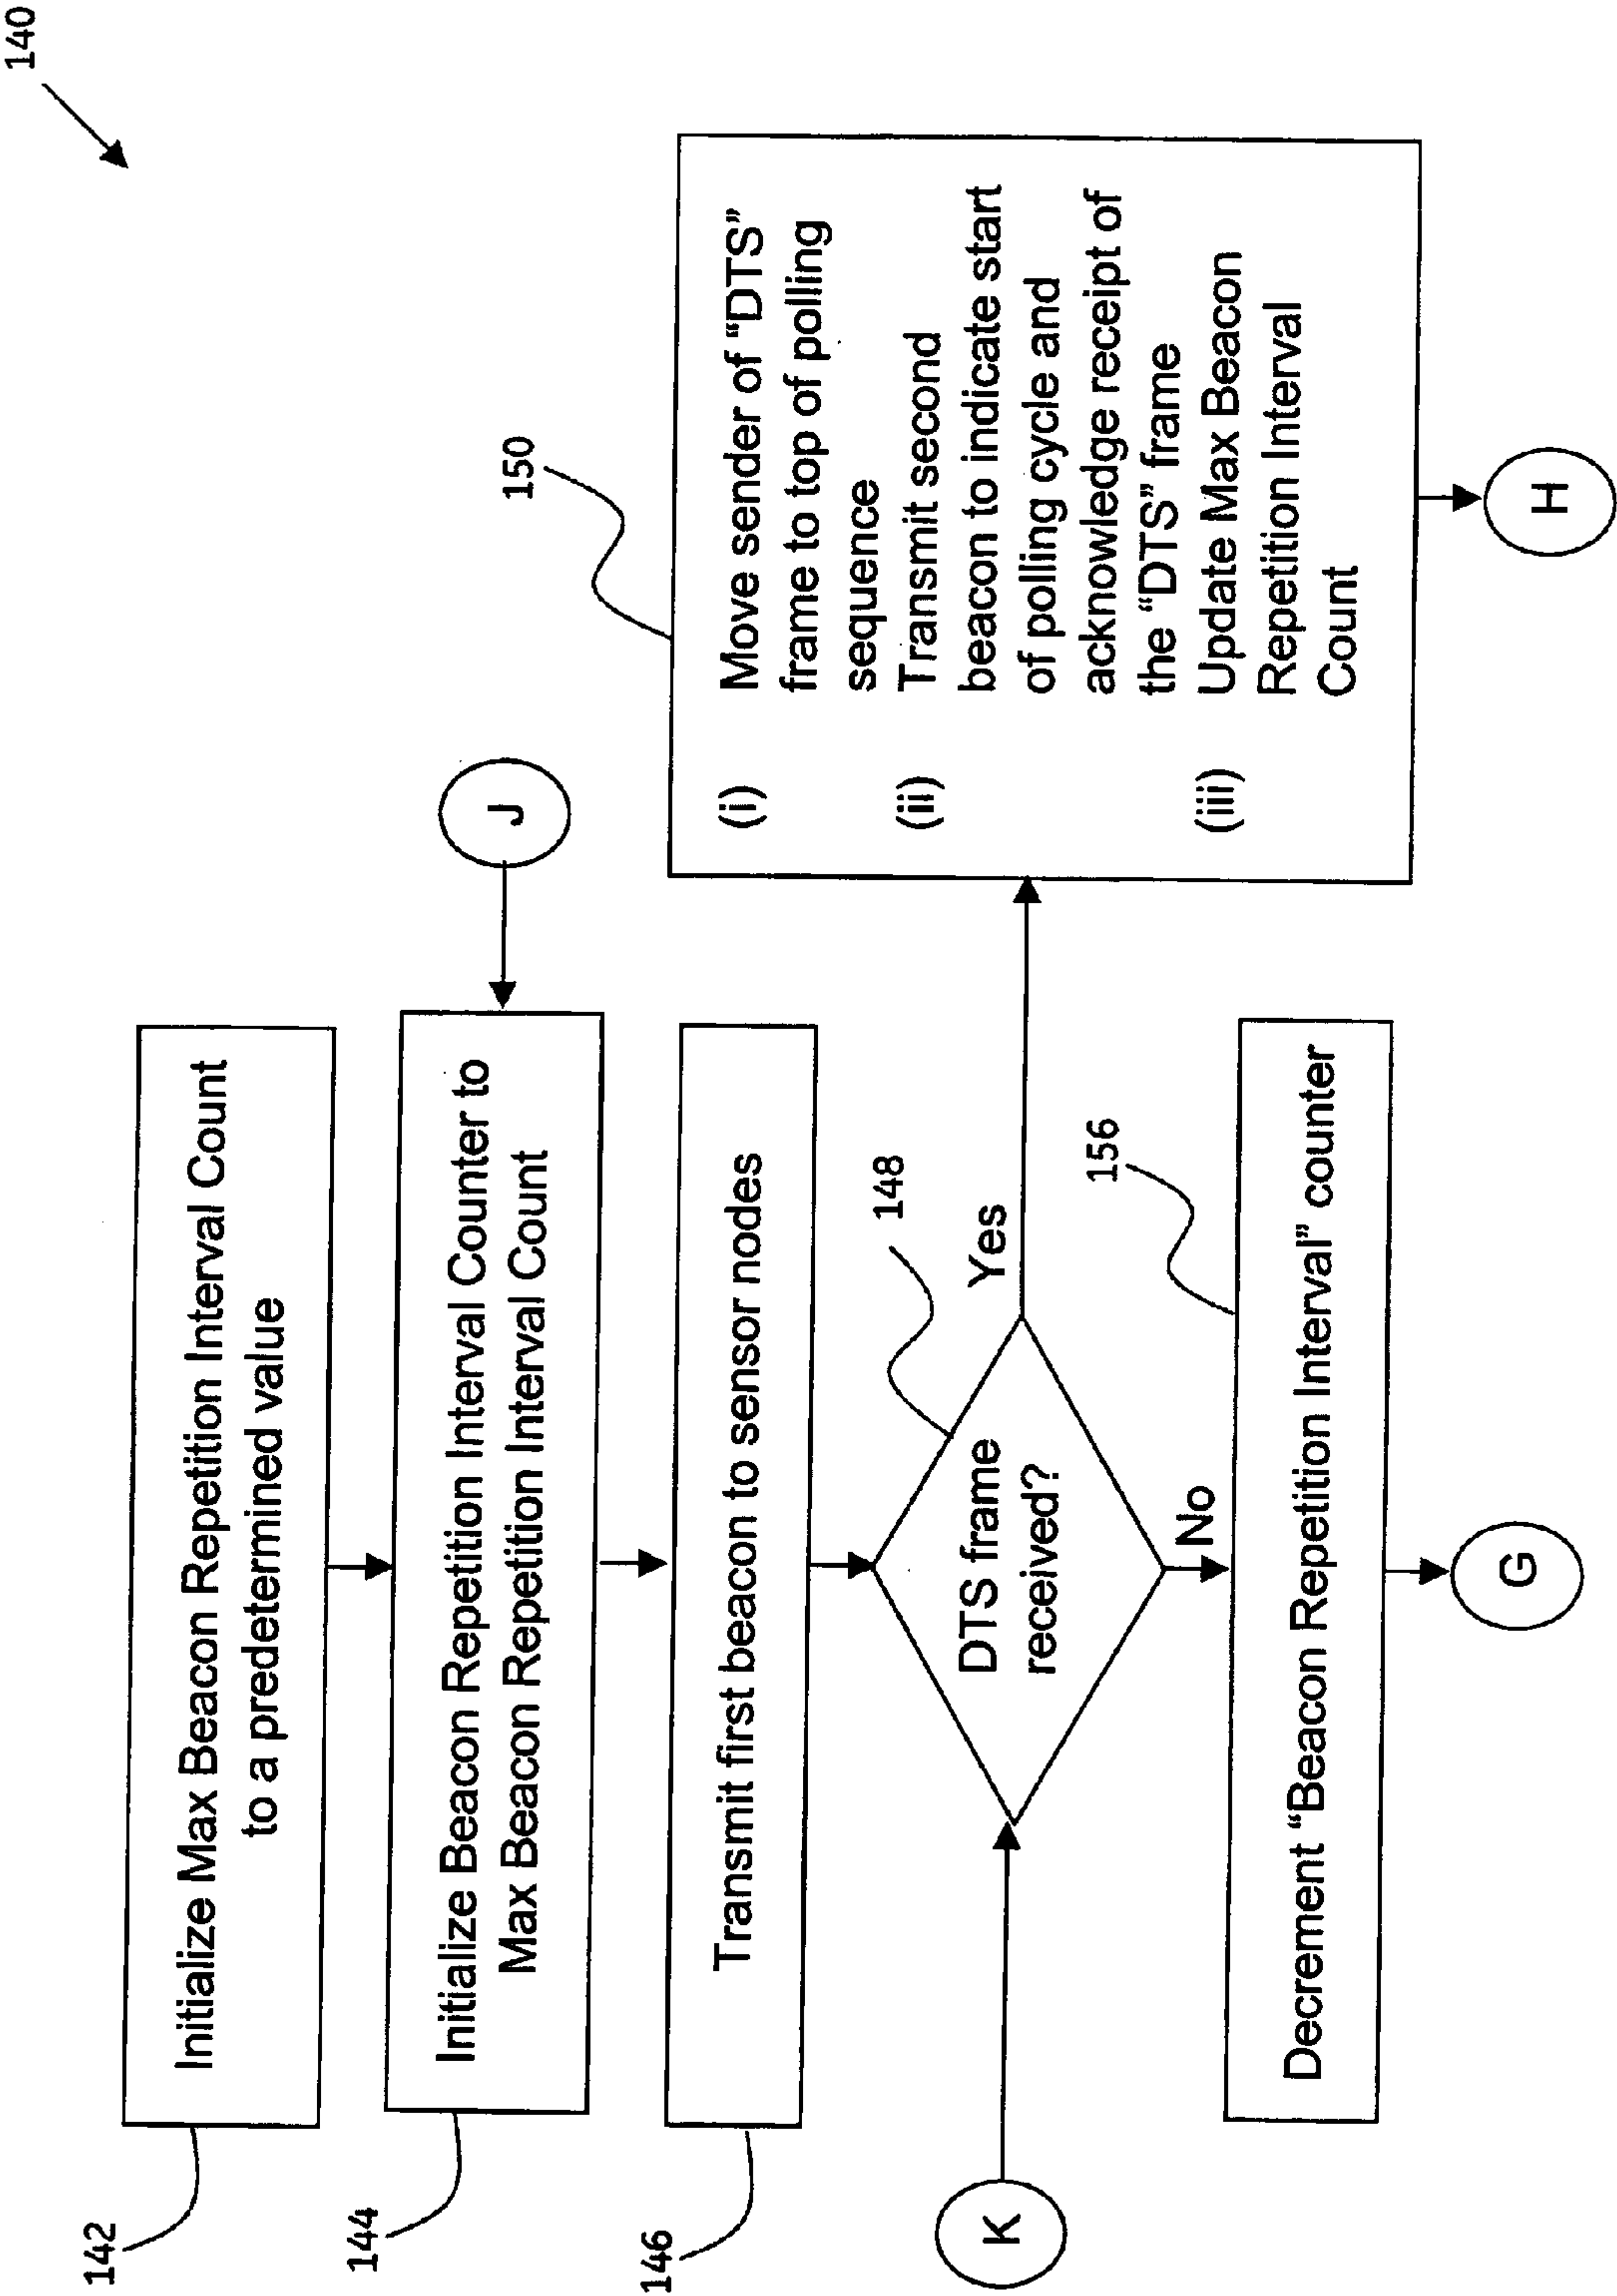 140
142
Initialize Max Beacon Repetition Interval Count
to a predetermined value
144
Initialize Beacon Repetition Interval Counter to
Max Beacon Repetition Interval Count
J
146
Transmit first beacon to sensor nodes
K
DTS frame
received?
148
Yes
No
150
(i) Move sender of “DTS”
frame to top of polling
sequence
(ii) Transmit second
beacon to indicate start
of polling cycle and
acknowledge receipt of
the “DTS” frame
(iii) Update Max Beacon
Repetition Interval
Count
H
156
Decrement “Beacon Repetition Interval” counter
G